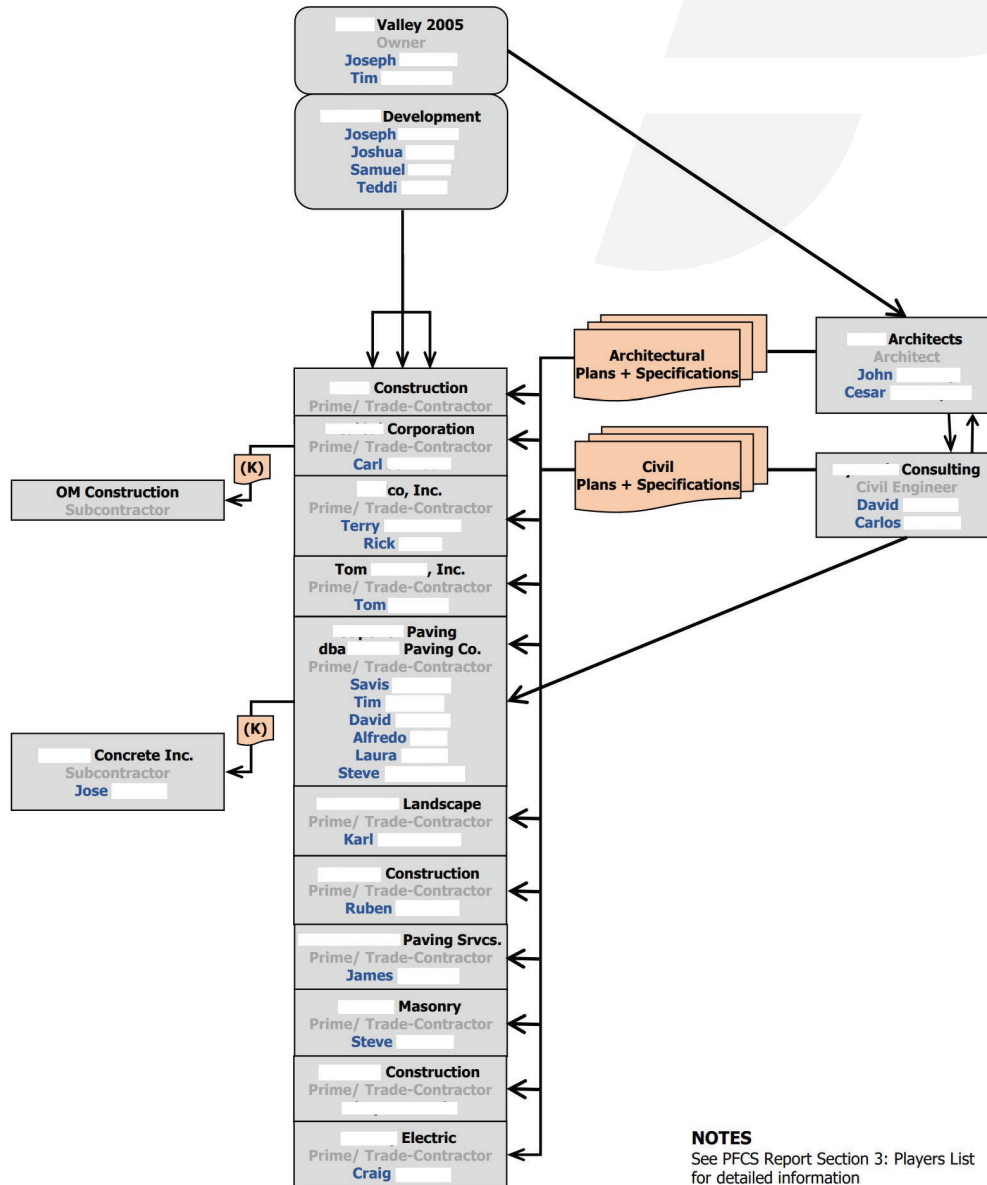 Valley 2005
Owner
Joseph
Tim
Development
Joseph
Joshua
Samuel
Teddi
Architects
Architect
John
Cesar
Architectural
Plans + Specifications
Construction
Prime/ Trade-Contractor
Corporation
Prime/ Trade-Contractor
Carl
(K)
OM Construction
Subcontractor
Civil
Plans + Specifications
Consulting
Civil Engineer
David
Carlos
co, Inc.
Prime/ Trade-Contractor
Terry
Rick
Tom , Inc.
Prime/ Trade-Contractor
Tom
Paving
dba Paving Co.
Prime/ Trade-Contractor
Savis
Tim
David
Alfredo
Laura
Steve
(K)
Concrete Inc.
Subcontractor
Jose
Landscape
Prime/ Trade-Contractor
Karl
Construction
Prime/ Trade-Contractor
Ruben
Paving Srvcs.
Prime/ Trade-Contractor
James
Masonry
Prime/ Trade-Contractor
Steve
Construction
Prime/ Trade-Contractor
Electric
Prime/ Trade-Contractor
Craig
NOTES
See PFCS Report Section 3: Players List
for detailed information